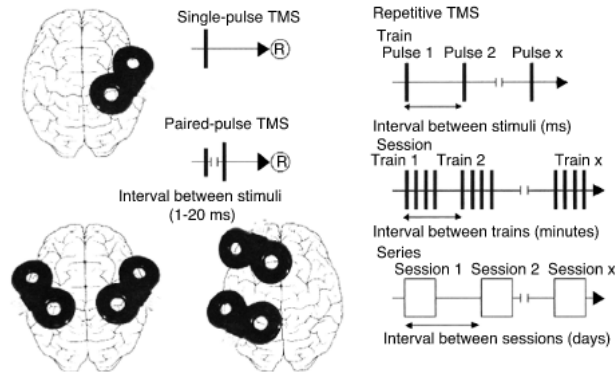 Single-pulse TMS
R
Paired-pulse TMS
R
Interval between stimuli
(1-20 ms)
Repetitive TMS
Train
Pulse 1 Pulse 2 Pulse x
Interval between stimuli (ms)
Session
Train 1 Train 2 Train x
Interval between trains (minutes)
Series
Session 1 Session 2 Session x
Interval between sessions (days)